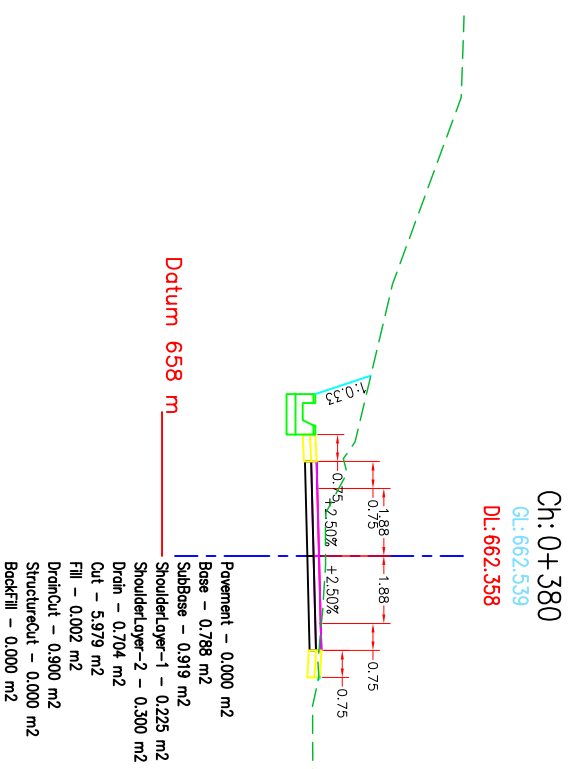 Ch: 0+380
GL:662.539
DL:662.358
1.88
1.88
0.75
0.75
0.75
0.75
+2.50%
+2.50%
1:0.33
Datum 658 m
Pavement - 0.000 m2
Base - 0.788 m2
SubBase - 0.919 m2
ShoulderLayer-1 - 0.225 m2
ShoulderLayer-2 - 0.300 m2
Drain - 0.704 m2
Cut - 5.979 m2
Fill - 0.002 m2
DrainCut - 0.900 m2
StructureCut - 0.000 m2
BackFill - 0.000 m2